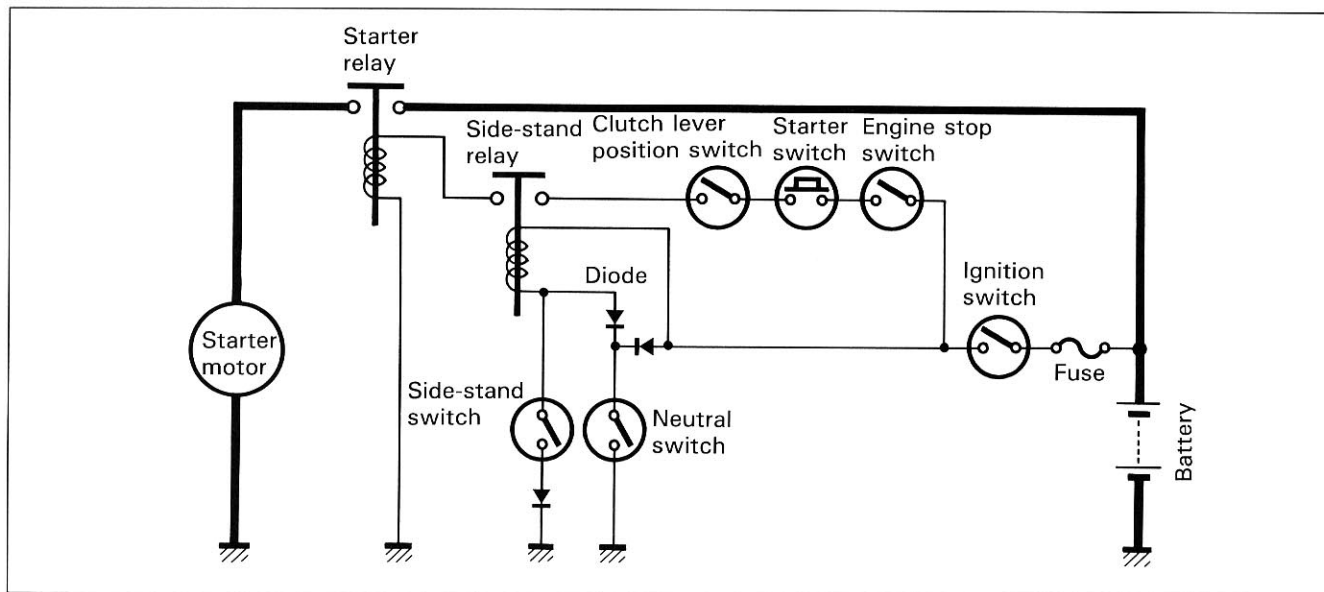 Starter
relay
Side-stand
relay
Clutch lever
position switch
Starter
switch
Engine stop
switch
Diode
Ignition
switch
Starter
motor
Fuse
Side-stand
switch
Neutral
switch
Battery